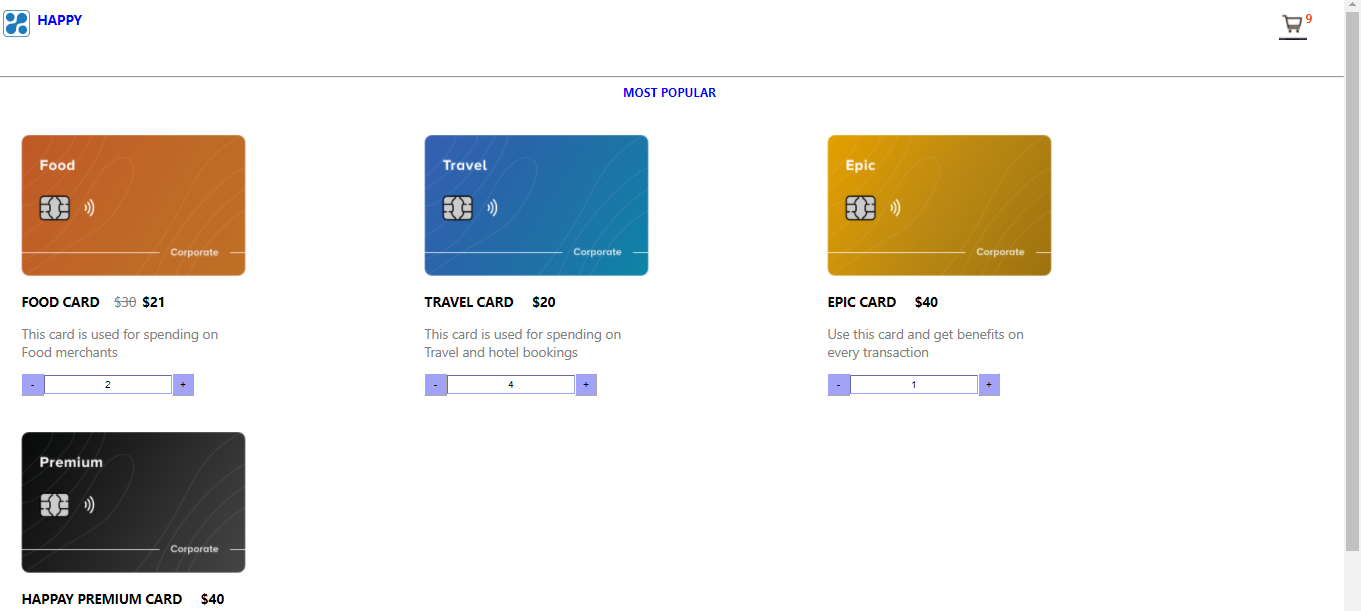 HAPPY
9
MOST POPULAR
Food
Corporate
FOOD CARD $30 $21
This card is used for spending on
Food merchants
- 2 +
Travel
Corporate
TRAVEL CARD $20
This card is used for spending on
Travel and hotel bookings
- 4 +
Epic
Corporate
EPIC CARD $40
Use this card and get benefits on
every transaction
- 1 +
Premium
Corporate
HAPPAY PREMIUM CARD $40